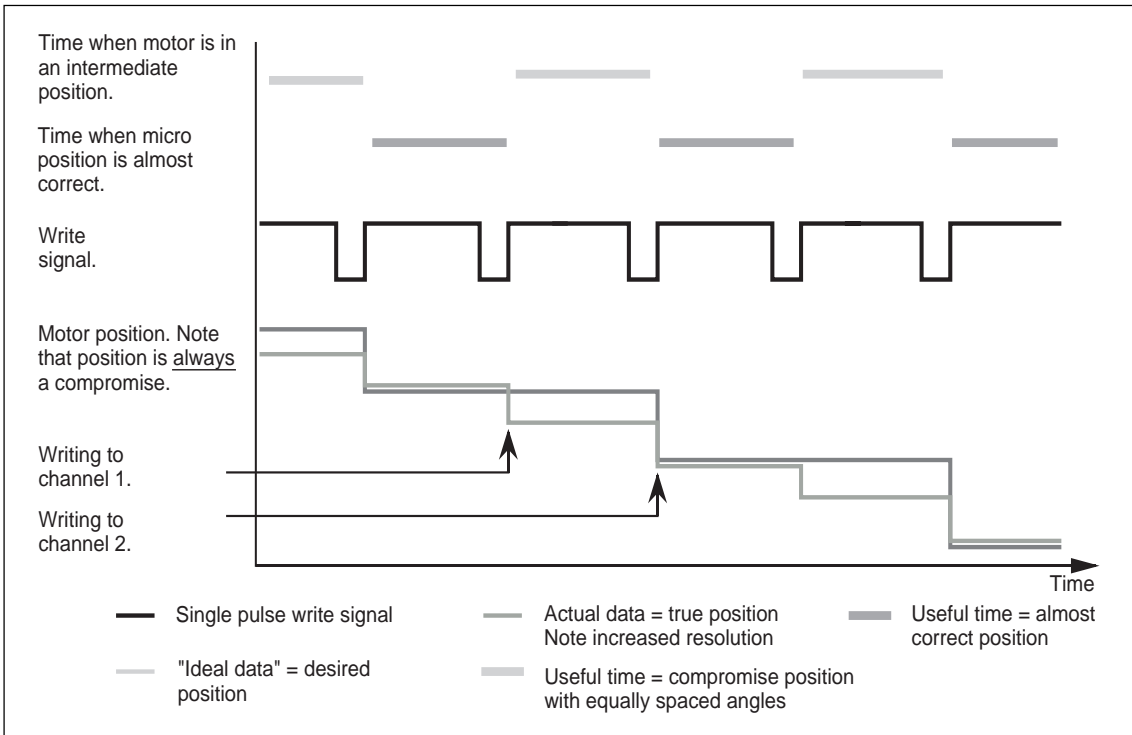 Time when motor is in
an intermediate
position.
Time when micro
position is almost
correct.
Write
signal.
Motor position. Note
that position is always
a compromise.
Writing to
channel 1.
Writing to
channel 2.
Time
Single pulse write signal
"Ideal data" = desired
position
Actual data = true position
Note increased resolution
Useful time = compromise position
with equally spaced angles
Useful time = almost
correct position